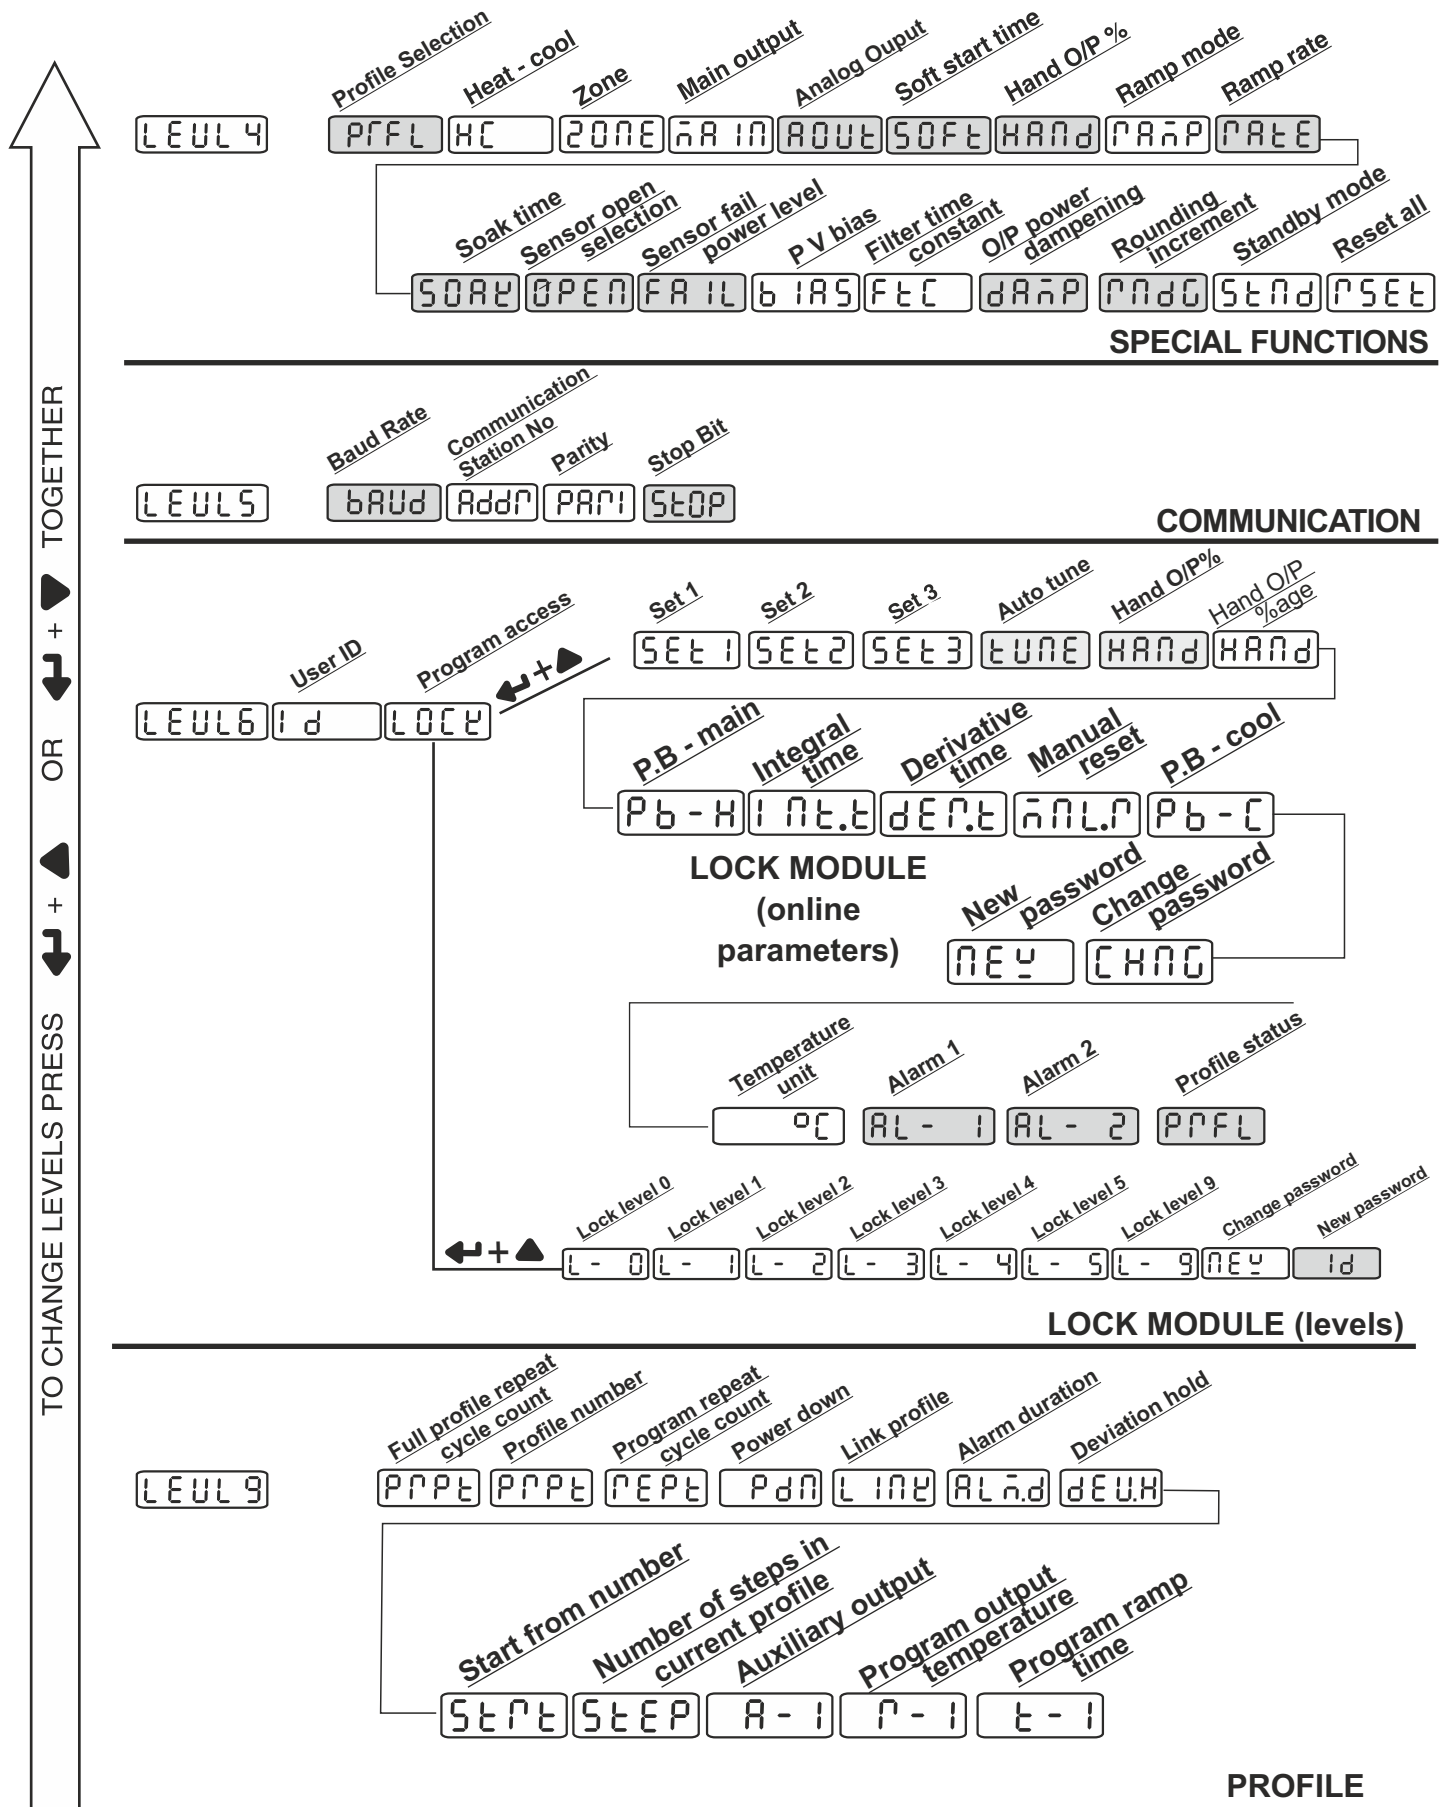 TO CHANGE LEVELS PRESS + OR + TOGETHER
Profile Selection
Heat - cool
Zone
Main output
Analog Ouput
Soft start time
Hand O/P %
Ramp mode
Ramp rate
LEVL 4 PrFL HC ZONE mAIN AOUt SOFt HANd rAmP rAtE
Soak time
Sensor open
selection
Sensor fail
power level
P V bias
Filter time
constant
O/P power
dampening
Rounding
increment
Standby mode
Reset all
SOAK OPEN FAIL bIAS FtC dAmP rNdG StNd rSEt
SPECIAL FUNCTIONS
Baud Rate
Communication
Station No
Parity
Stop Bit
LEVL5 bAUd Addr PArI StOP
COMMUNICATION
Set 1
Set 2
Set 3
Auto tune
Hand O/P%
Hand O/P
%age
SEt1 SEt2 SEt3 tUNE HANd HANd
User ID
Program access
+
LEVL6 Id LOCK
P.B - main
Integral
time
Derivative
time
Manual
reset
P.B - cool
Pb-H INt.t dEr.t mNL.r Pb-C
LOCK MODULE
(online
parameters)
New
password
Change
password
NEW CHNG
Temperature
unit
Alarm 1
Alarm 2
Profile status
°C AL-1 AL-2 PrFL
Lock level 0
Lock level 1
Lock level 2
Lock level 3
Lock level 4
Lock level 5
Lock level 9
Change password
New password
+ L-0 L-1 L-2 L-3 L-4 L-5 L-9 NEW Id
LOCK MODULE (levels)
Full profile repeat
cycle count
Profile number
Program repeat
cycle count
Power down
Link profile
Alarm duration
Deviation hold
LEVL 9 PrPt PrPt rEPt PdN LINK ALm.d dEV.H
Start from number
Number of steps in
current profile
Auxiliary output
Program output
temperature
Program ramp
time
Strt StEP A-1 r-1 t-1
PROFILE